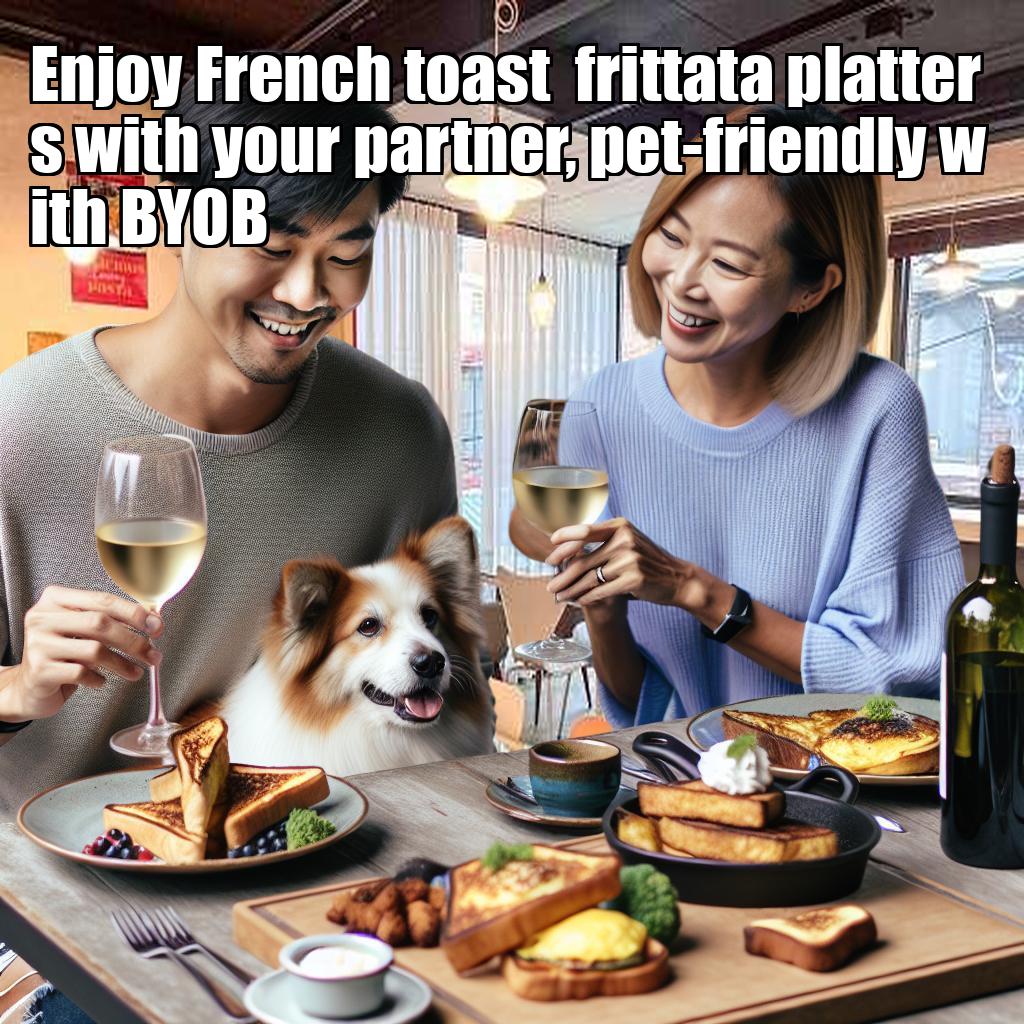 Enjoy French toast  frittata platter
s with your partner, pet-friendly w
ith BYOB